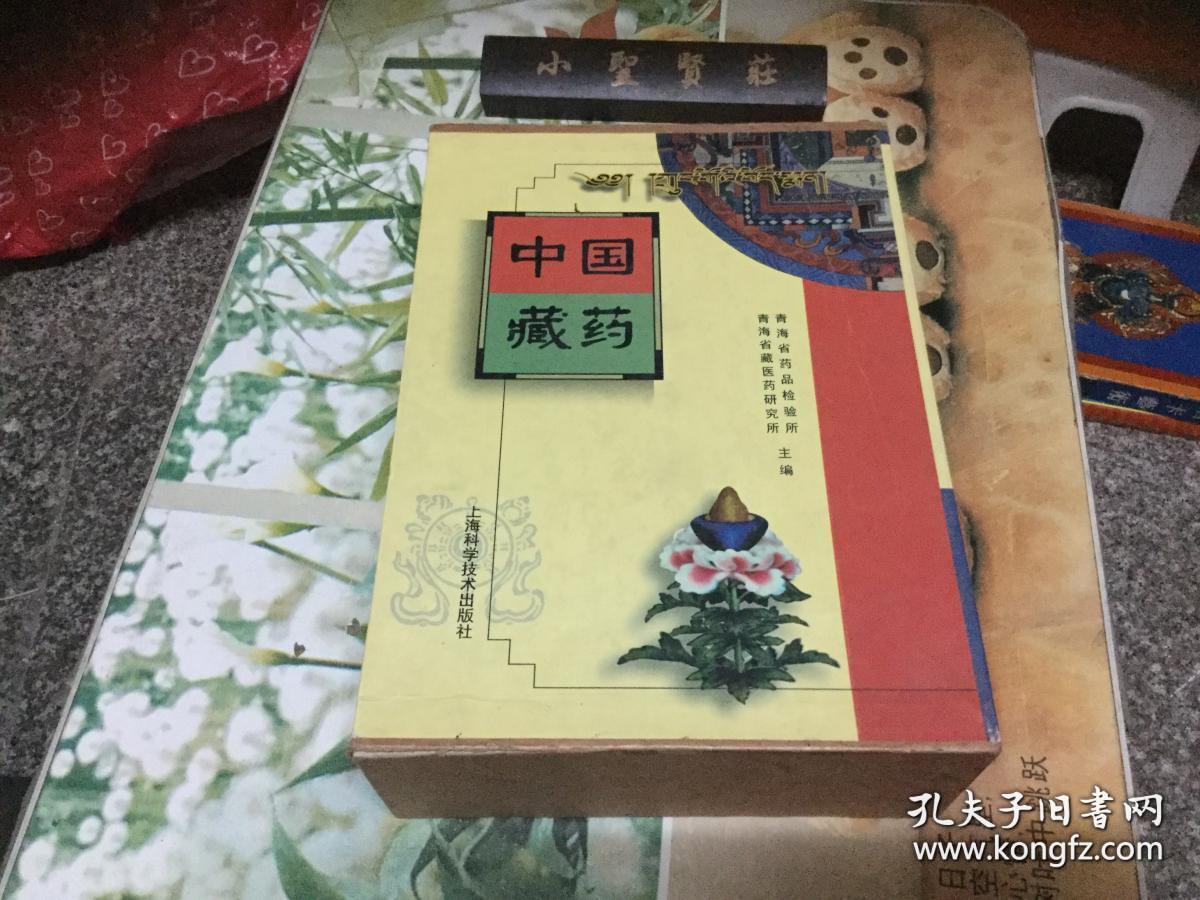 小聖賢莊
中国
藏药
青海省药品检验所
青海省藏医药研究所
主编
上海科学技术出版社
孔夫子旧书网
www.kongfz.com